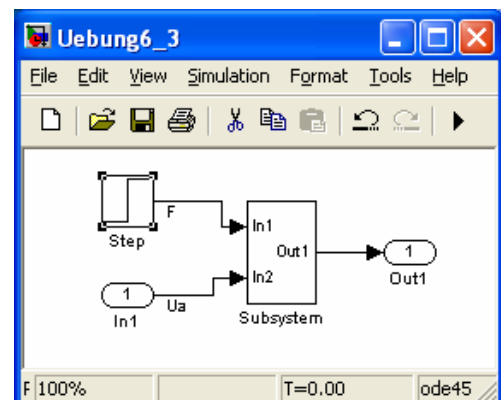 Uebung6_3
File Edit View Simulation Format Tools Help
F
Step
In1
Out1
In2
Subsystem
1
Out1
1
In1
Ua
F 100% T=0.00 ode45